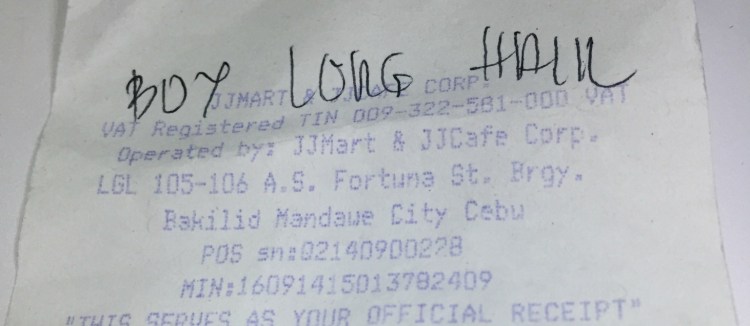 BOY LONG HAIR
JJMART & CORP.
VAT Registered TIN 009-322-581-000 VAT
Operated by: JJMart & JJCafe Corp.
LGL 105-106 A.S. Fortuna St. Brgy.
Bakilid Mandaue City Cebu
POS sn:02140900228
MIN:16091415013782409
"THIS SERVES AS YOUR OFFICIAL RECEIPT"